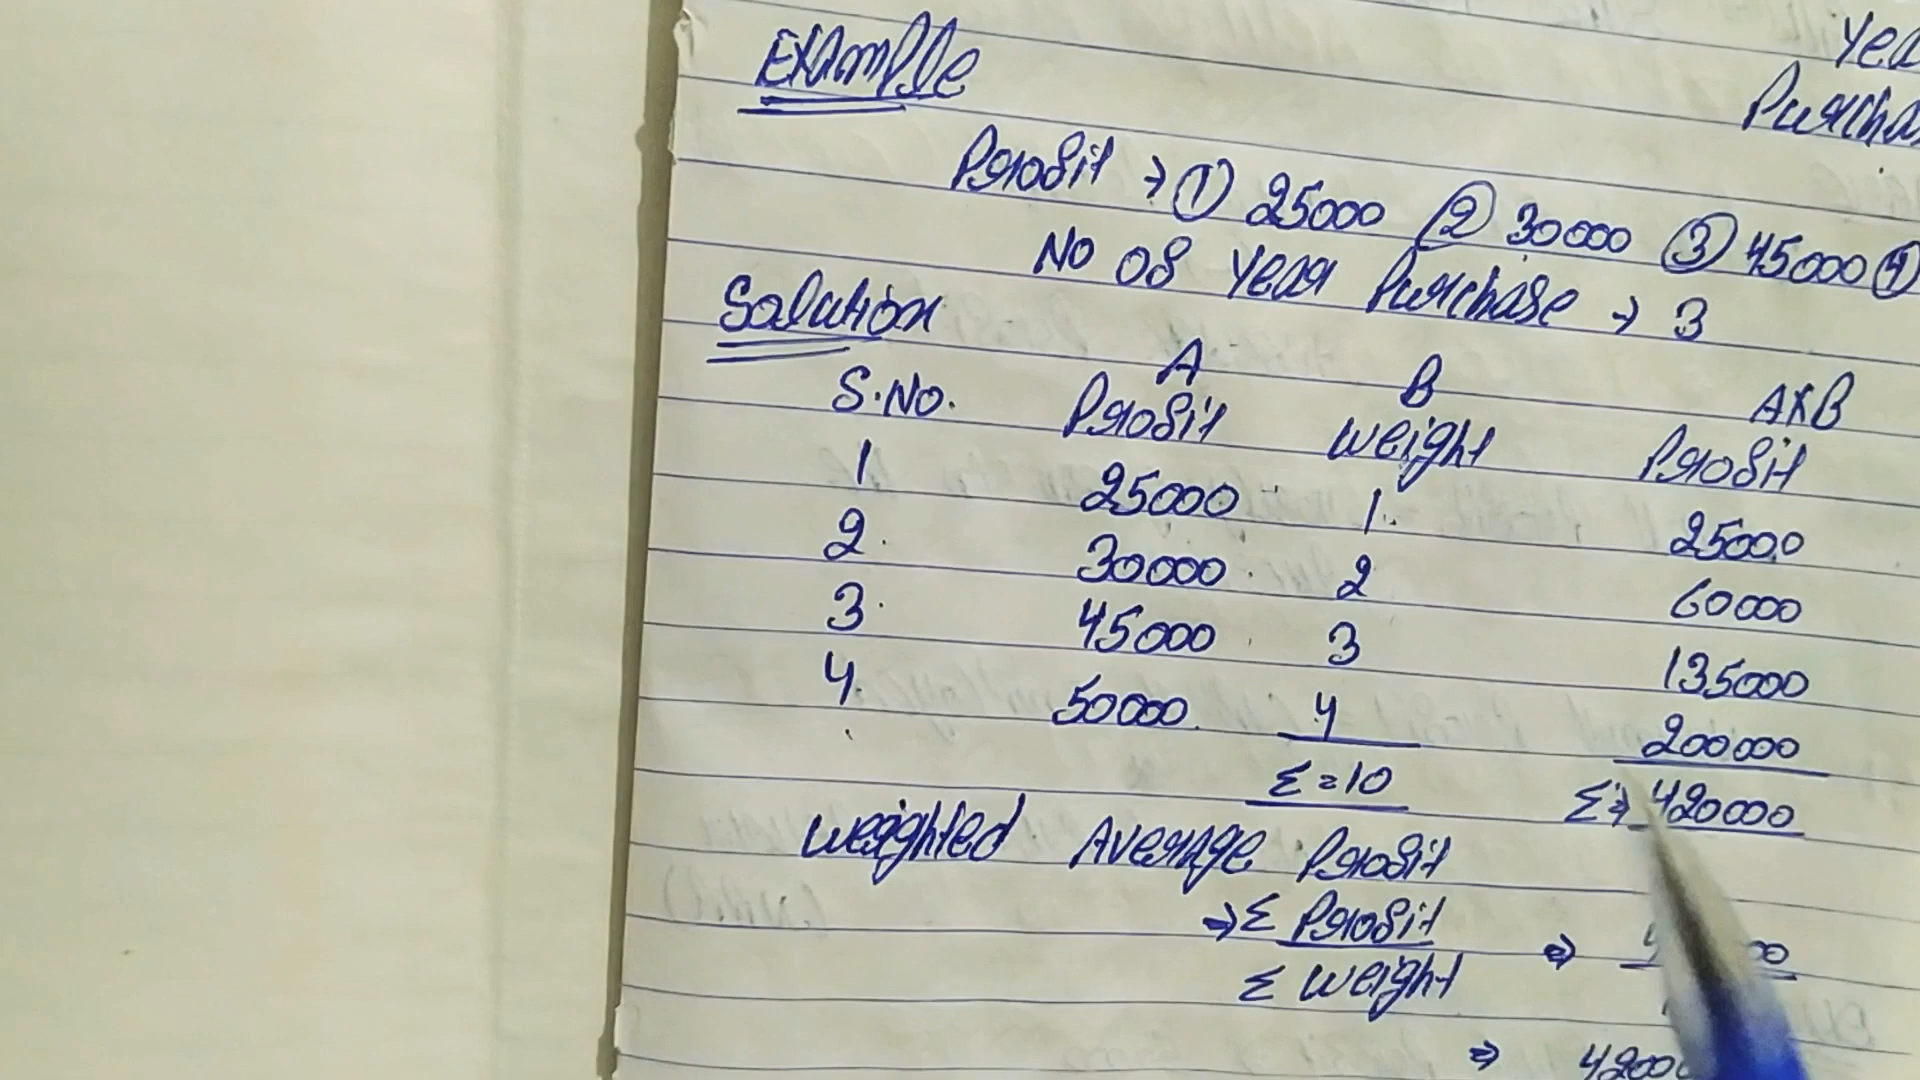 Example
Profit → ① 25000 ② 30000 ③ 45000 ④
No of Year Purchase → 3
Solution
A B A×B
S.No. Profit Weight Profit
1 25000 1 25000
2. 30000 2 60000
3. 45000 3 135000
4. 50000 4 200000
Σ=10 Σ⇒ 420000
Weighted Average Profit
⇒ Σ Profit ⇒
Σ Weight
⇒